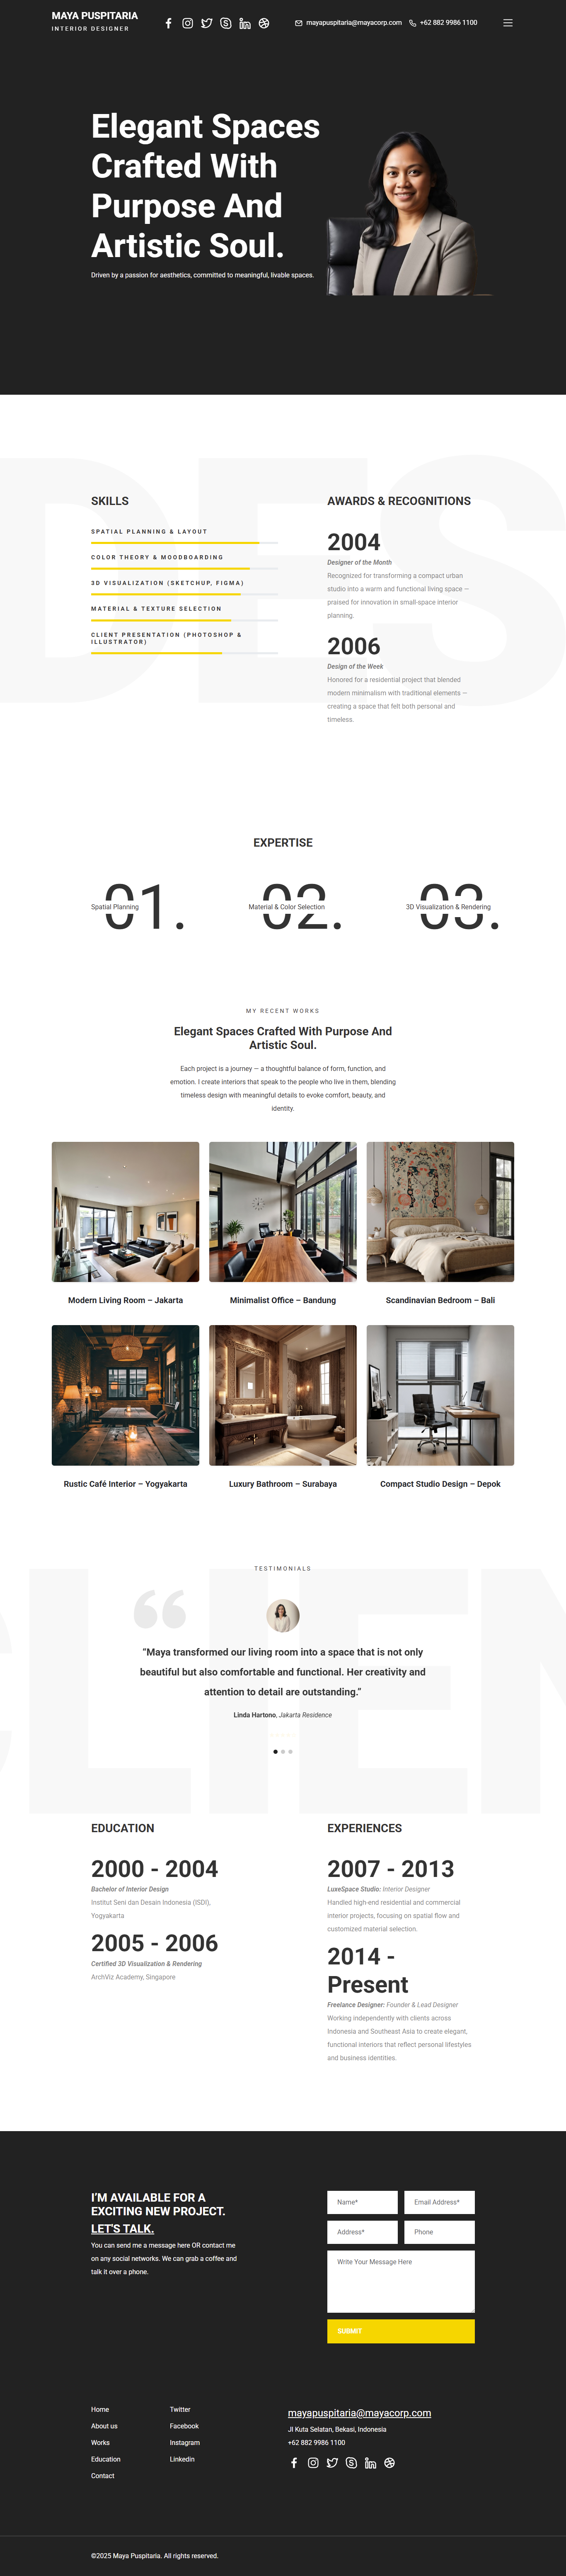 MAYA PUSPITARIA
INTERIOR DESIGNER
mayapuspitaria@mayacorp.com
+62 882 9986 1100
Elegant Spaces
Crafted With
Purpose And
Artistic Soul.
Driven by a passion for aesthetics, committed to meaningful, livable spaces.
DES
SKILLS
SPATIAL PLANNING & LAYOUT
COLOR THEORY & MOODBOARDING
3D VISUALIZATION (SKETCHUP, FIGMA)
MATERIAL & TEXTURE SELECTION
CLIENT PRESENTATION (PHOTOSHOP &
ILLUSTRATOR)
AWARDS & RECOGNITIONS
2004
Designer of the Month
Recognized for transforming a compact urban
studio into a warm and functional living space —
praised for innovation in small-space interior
planning.
2006
Design of the Week
Honored for a residential project that blended
modern minimalism with traditional elements —
creating a space that felt both personal and
timeless.
EXPERTISE
01.
Spatial Planning
02.
Material & Color Selection
03.
3D Visualization & Rendering
MY RECENT WORKS
Elegant Spaces Crafted With Purpose And
Artistic Soul.
Each project is a journey — a thoughtful balance of form, function, and
emotion. I create interiors that speak to the people who live in them, blending
timeless design with meaningful details to evoke comfort, beauty, and
identity.
Modern Living Room – Jakarta
Minimalist Office – Bandung
Scandinavian Bedroom – Bali
Rustic Café Interior – Yogyakarta
Luxury Bathroom – Surabaya
Compact Studio Design – Depok
CLIEN
TESTIMONIALS
“Maya transformed our living room into a space that is not only
beautiful but also comfortable and functional. Her creativity and
attention to detail are outstanding.”
Linda Hartono, Jakarta Residence
EDUCATION
2000 - 2004
Bachelor of Interior Design
Institut Seni dan Desain Indonesia (ISDI),
Yogyakarta
2005 - 2006
Certified 3D Visualization & Rendering
ArchViz Academy, Singapore
EXPERIENCES
2007 - 2013
LuxeSpace Studio: Interior Designer
Handled high-end residential and commercial
interior projects, focusing on spatial flow and
customized material selection.
2014 -
Present
Freelance Designer: Founder & Lead Designer
Working independently with clients across
Indonesia and Southeast Asia to create elegant,
functional interiors that reflect personal lifestyles
and business identities.
I’M AVAILABLE FOR A
EXCITING NEW PROJECT.
LET'S TALK.
You can send me a message here OR contact me
on any social networks. We can grab a coffee and
talk it over a phone.
Name*
Email Address*
Address*
Phone
Write Your Message Here
SUBMIT
Home
About us
Works
Education
Contact
Twitter
Facebook
Instagram
Linkedin
mayapuspitaria@mayacorp.com
Jl Kuta Selatan, Bekasi, Indonesia
+62 882 9986 1100
©2025 Maya Puspitaria. All rights reserved.